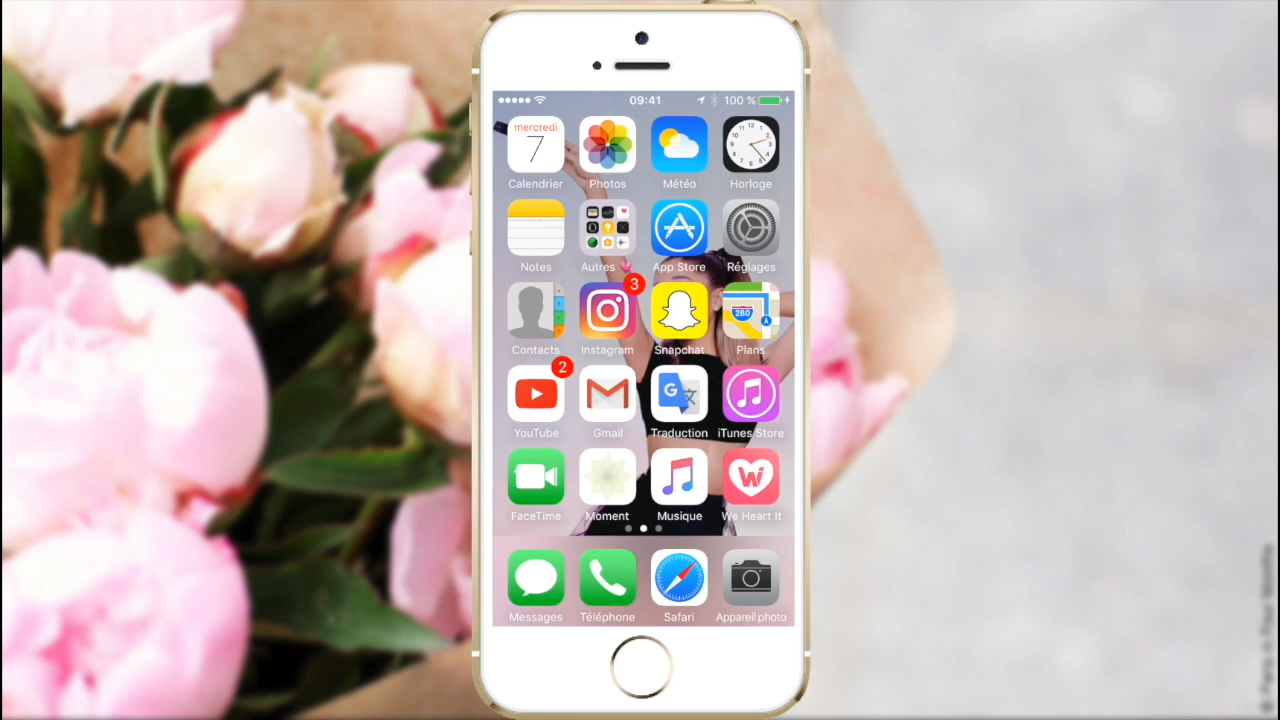 09:41 100 %
mercredi
7
Calendrier Photos Météo Horloge
Notes Autres App Store Réglages
3
280
Contacts Instagram Snapchat Plans
2
YouTube Gmail Traduction iTunes Store
FaceTime Moment Musique We Heart It
Messages Téléphone Safari Appareil photo